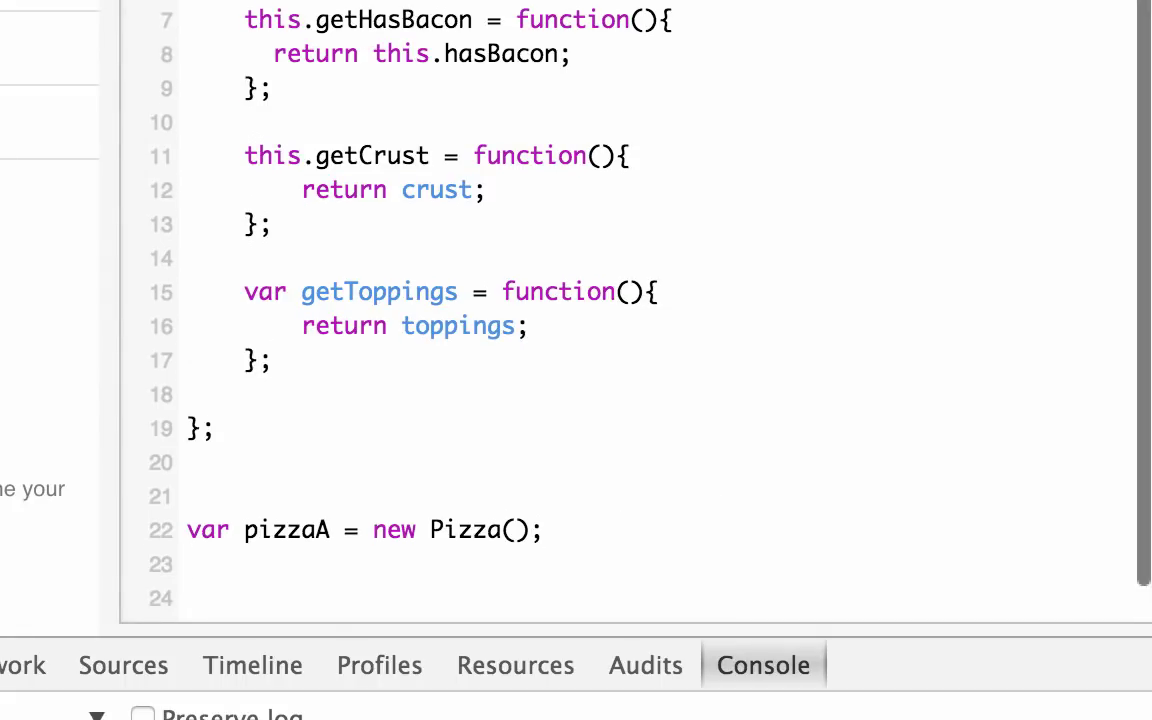 7 this.getHasBacon = function(){
8 return this.hasBacon;
9 };
10
11 this.getCrust = function(){
12 return crust;
13 };
14
15 var getToppings = function(){
16 return toppings;
17 };
18
19 };
20
ne your
21
22 var pizzaA = new Pizza();
23
24
work Sources Timeline Profiles Resources Audits Console
Preserve log